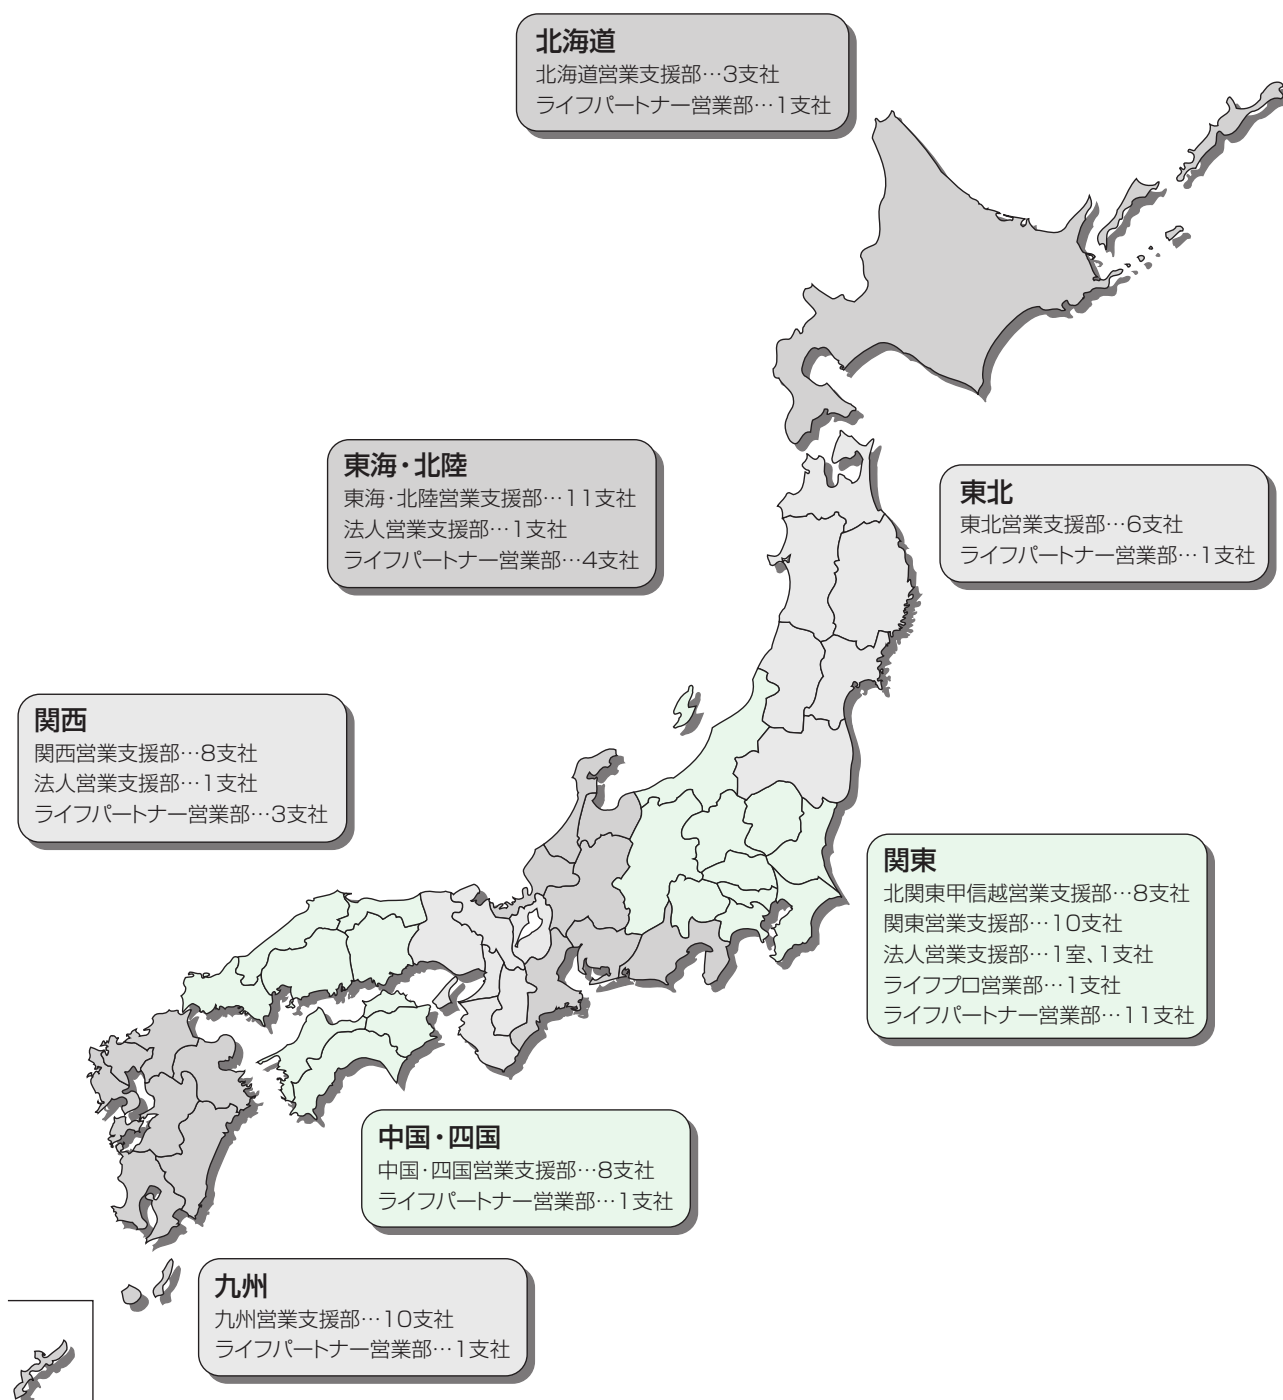 北海道
北海道営業支援部…3支社
ライフパートナー営業部…1支社
東海・北陸
東海・北陸営業支援部…11支社
法人営業支援部…1支社
ライフパートナー営業部…4支社
東北
東北営業支援部…6支社
ライフパートナー営業部…1支社
関西
関西営業支援部…8支社
法人営業支援部…1支社
ライフパートナー営業部…3支社
関東
北関東甲信越営業支援部…8支社
関東営業支援部…10支社
法人営業支援部…1室、1支社
ライフプロ営業部…1支社
ライフパートナー営業部…11支社
中国・四国
中国・四国営業支援部…8支社
ライフパートナー営業部…1支社
九州
九州営業支援部…10支社
ライフパートナー営業部…1支社